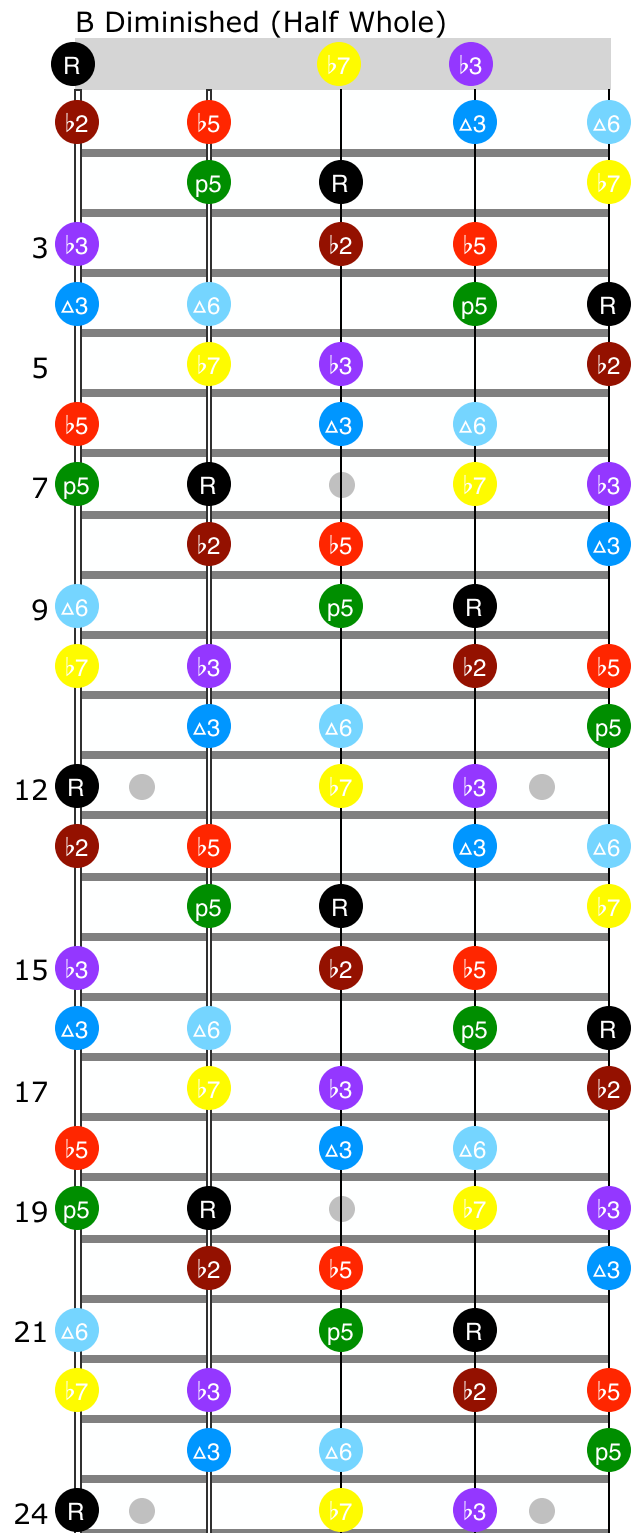 B Diminished (Half Whole)
R ♭7 ♭3
♭2 ♭5 △3 △6
p5 R ♭7
3 ♭3 ♭2 ♭5
△3 △6 p5 R
5 ♭7 ♭3 ♭2
♭5 △3 △6
7 p5 R ♭7 ♭3
♭2 ♭5 △3
9 △6 p5 R
♭7 ♭3 ♭2 ♭5
△3 △6 p5
12 R ♭7 ♭3
♭2 ♭5 △3 △6
p5 R ♭7
15 ♭3 ♭2 ♭5
△3 △6 p5 R
17 ♭7 ♭3 ♭2
♭5 △3 △6
19 p5 R ♭7 ♭3
♭2 ♭5 △3
21 △6 p5 R
♭7 ♭3 ♭2 ♭5
△3 △6 p5
24 R ♭7 ♭3